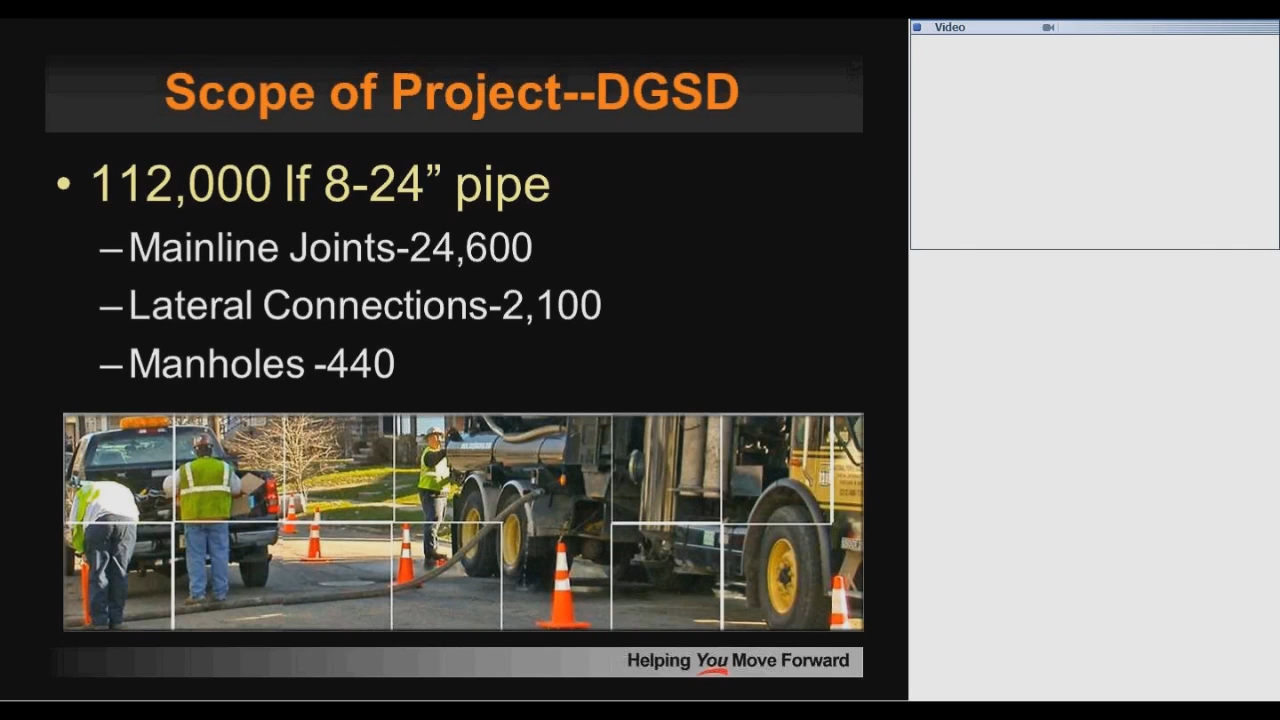 Scope of Project--DGSD
• 112,000 lf 8-24” pipe
–Mainline Joints-24,600
–Lateral Connections-2,100
–Manholes -440
Helping You Move Forward
Video